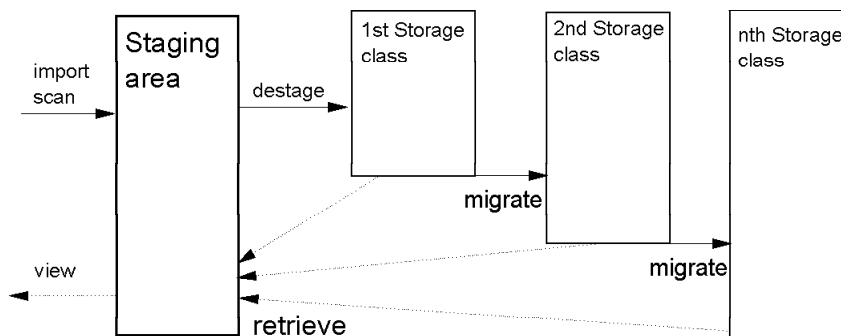 Staging
area
import
scan
destage
1st Storage
class
2nd Storage
class
nth Storage
class
migrate
migrate
view
retrieve